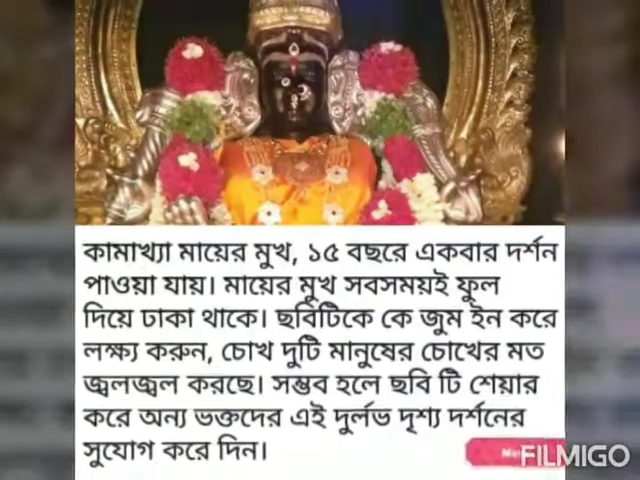 কামাখ্যা মায়ের মুখ, ১৫ বছরে একবার দর্শন
পাওয়া যায়। মায়ের মুখ সবসময়ই ফুল
দিয়ে ঢাকা থাকে। ছবিটিকে কে জুম ইন করে
লক্ষ্য করুন, চোখ দুটি মানুষের চোখের মত
জ্বলজ্বল করছে। সম্ভব হলে ছবি টি শেয়ার
করে অন্য ভক্তদের এই দুর্লভ দৃশ্য দর্শনের
সুযোগ করে দিন।
FILMIGO